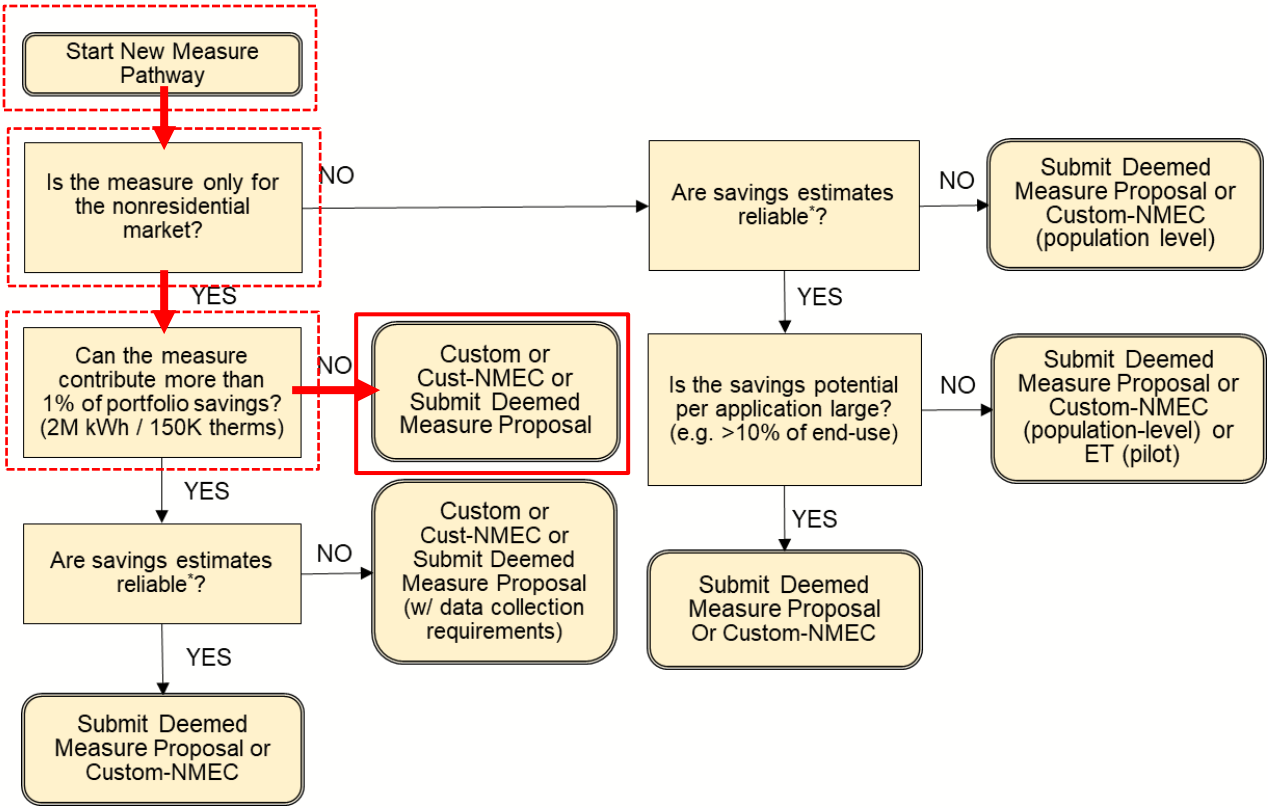 Start New Measure
Pathway
Is the measure only for
the nonresidential
market?
NO
YES
Can the measure
contribute more than
1% of portfolio savings?
(2M kWh / 150K therms)
NO
Custom or
Cust-NMEC or
Submit Deemed
Measure Proposal
YES
Are savings estimates
reliable*?
NO
Custom or
Cust-NMEC or
Submit Deemed
Measure Proposal
(w/ data collection
requirements)
YES
Submit Deemed
Measure Proposal or
Custom-NMEC
Are savings estimates
reliable*?
NO
Submit Deemed
Measure Proposal or
Custom-NMEC
(population level)
YES
Is the savings potential
per application large?
(e.g. >10% of end-use)
NO
Submit Deemed
Measure Proposal or
Custom-NMEC
(population-level) or
ET (pilot)
YES
Submit Deemed
Measure Proposal
Or Custom-NMEC